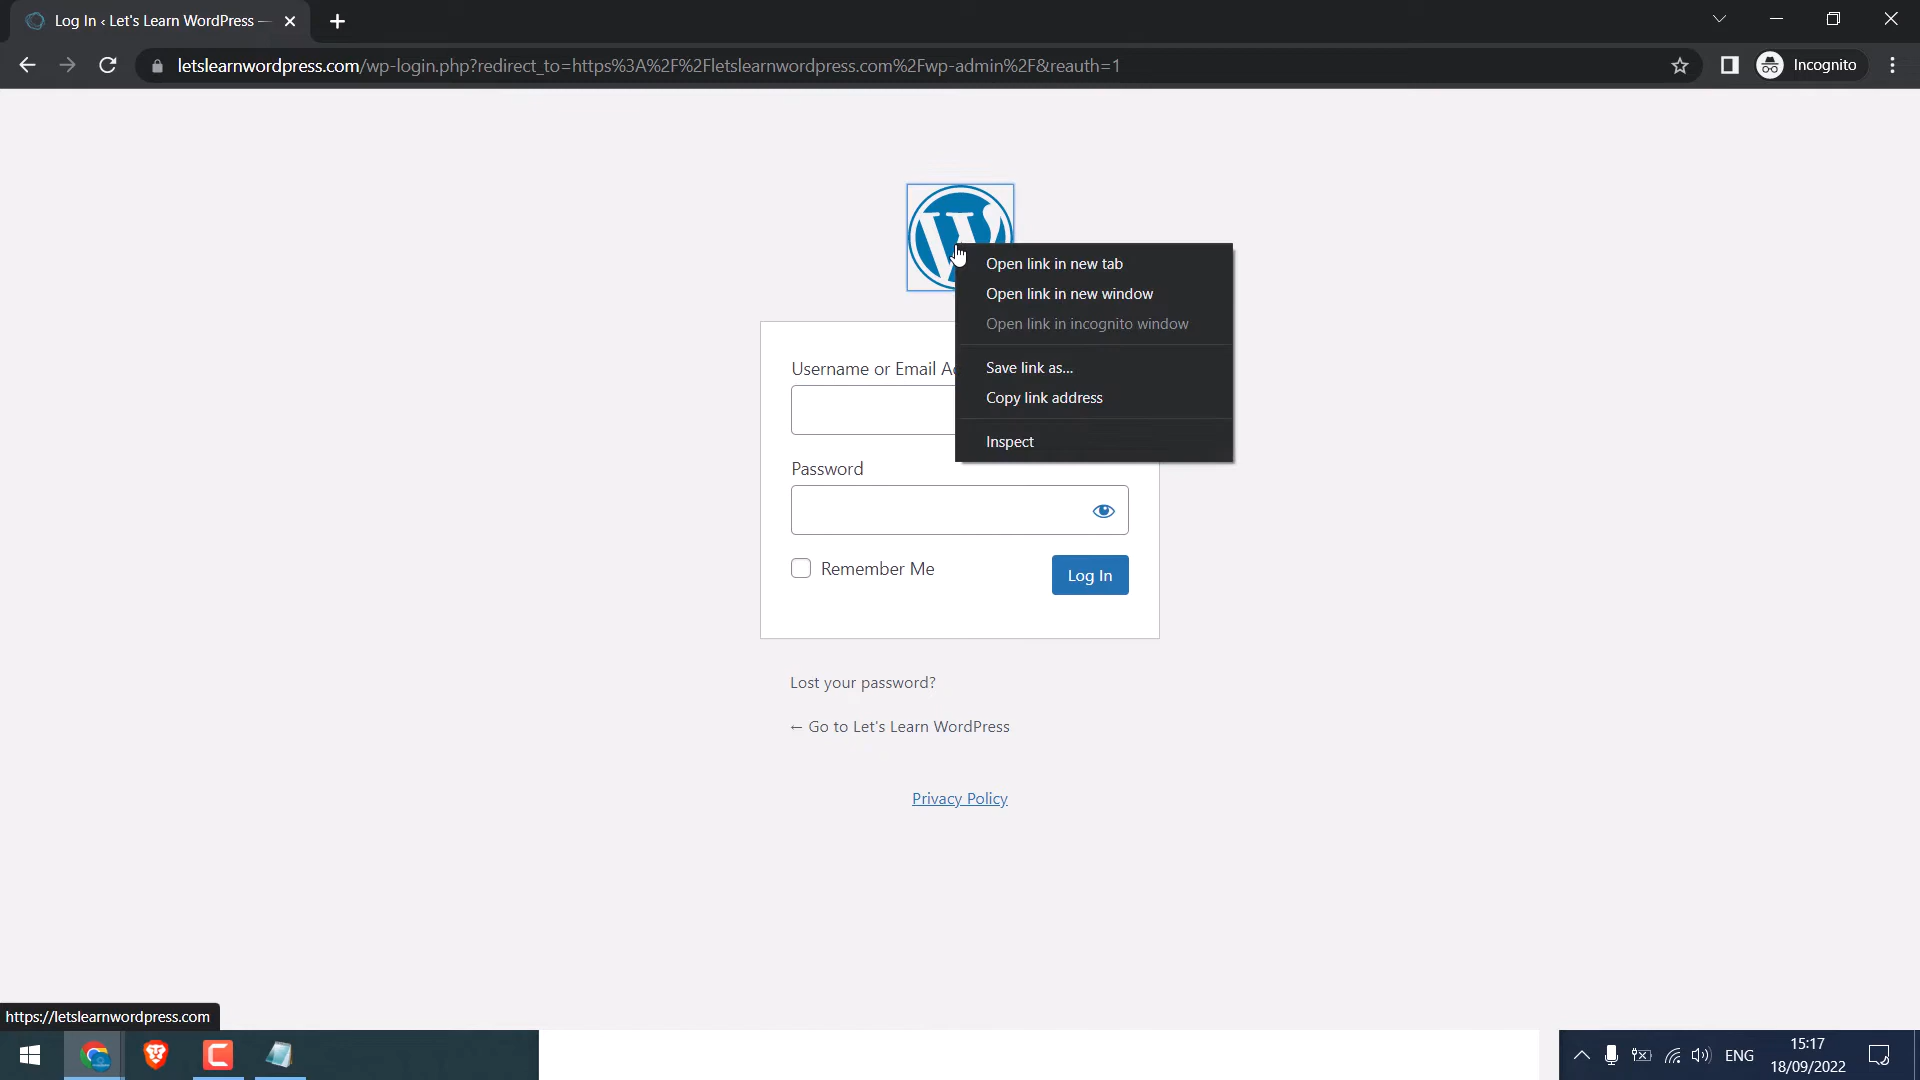 Log In ‹ Let's Learn WordPress —
letslearnwordpress.com/wp-login.php?redirect_to=https%3A%2F%2Fletslearnwordpress.com%2Fwp-admin%2F&reauth=1
Incognito
Open link in new tab
Open link in new window
Open link in incognito window
Save link as...
Copy link address
Inspect
Username or Email Ad
Password
Remember Me
Log In
Lost your password?
← Go to Let's Learn WordPress
Privacy Policy
https://letslearnwordpress.com
ENG
15:17
18/09/2022